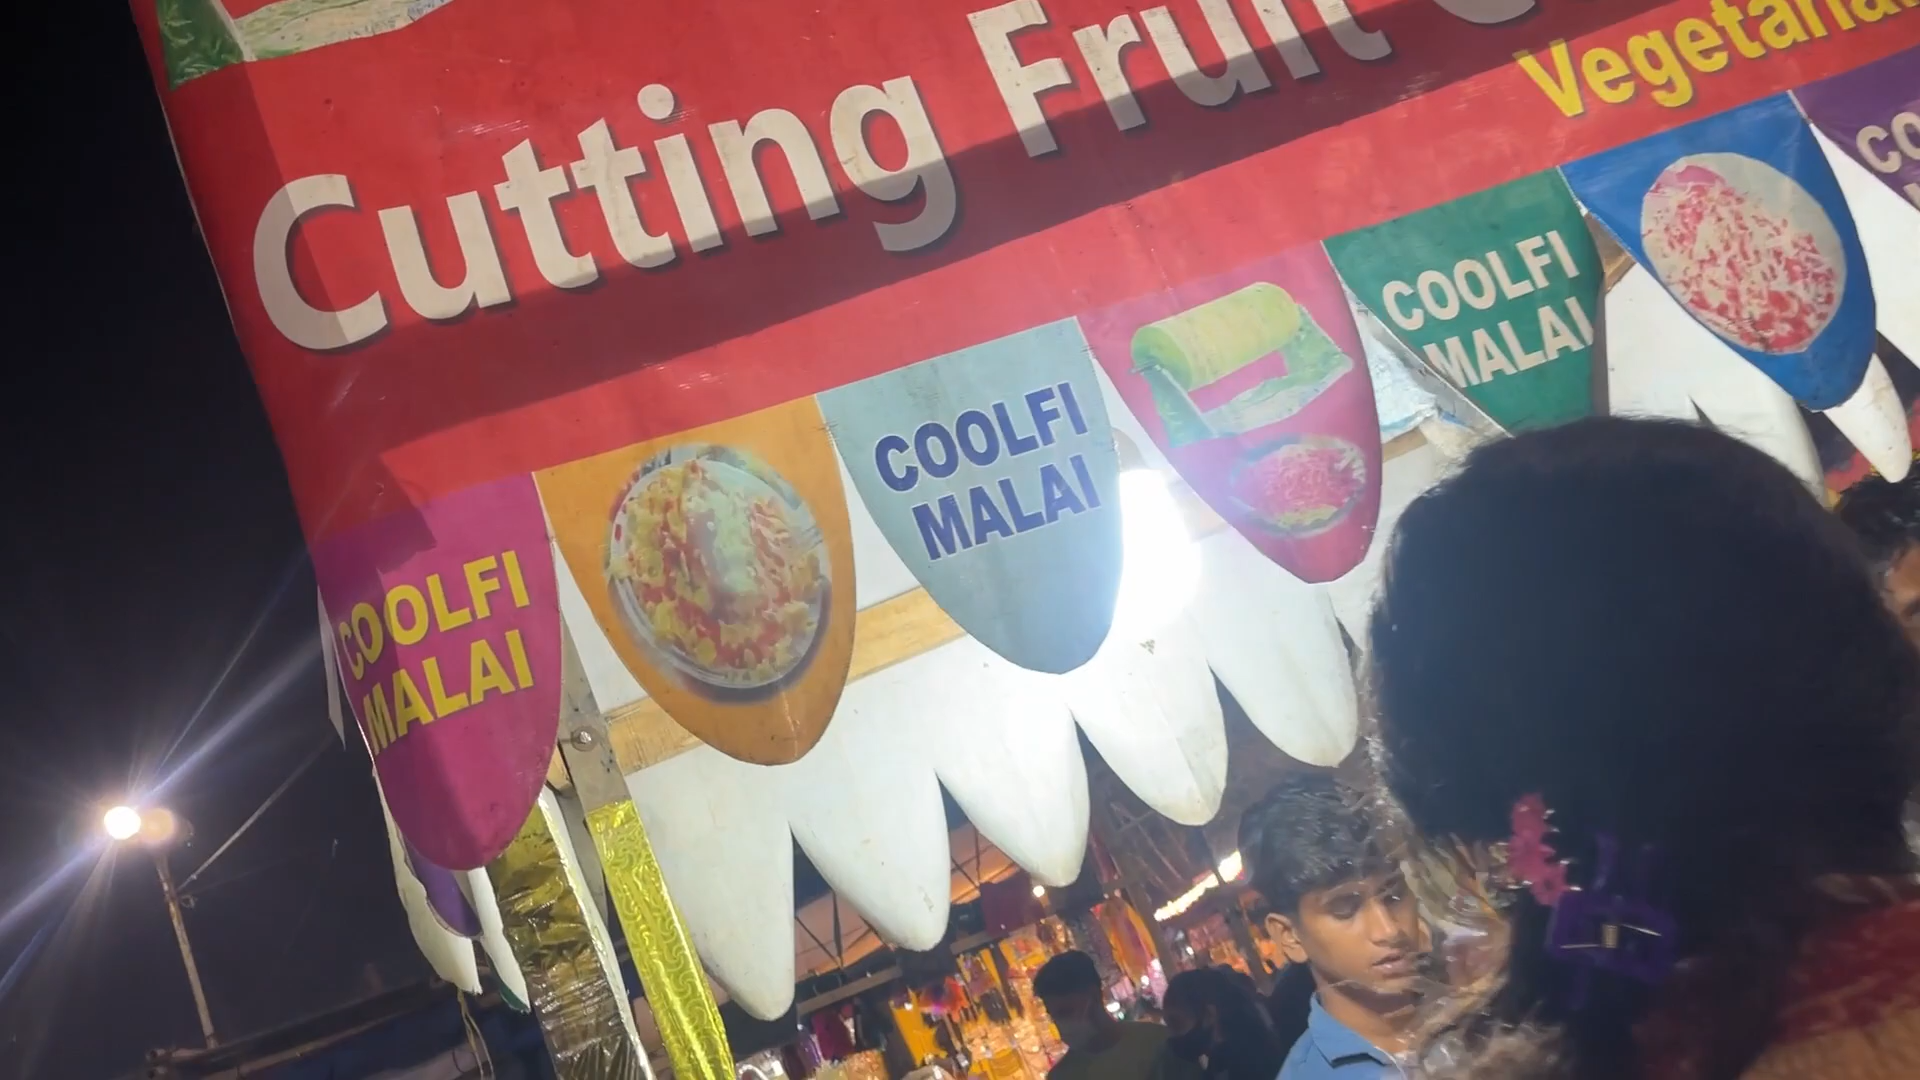 Cutting Fruit
Vegetarian
COOLFI
MALAI
COOLFI
MALAI
COOLFI
MALAI